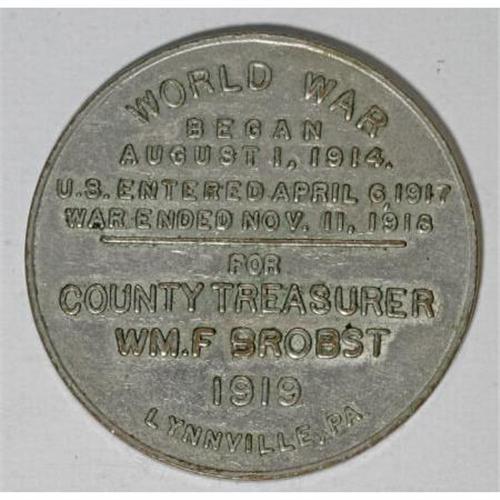 WORLD WAR
BEGAN
AUGUST 1, 1914.
U.S. ENTERED APRIL 6, 1917
WAR ENDED NOV. 11, 1918
FOR
COUNTY TREASURER
WM. F BROBST
1919
LYNNVILLE, PA